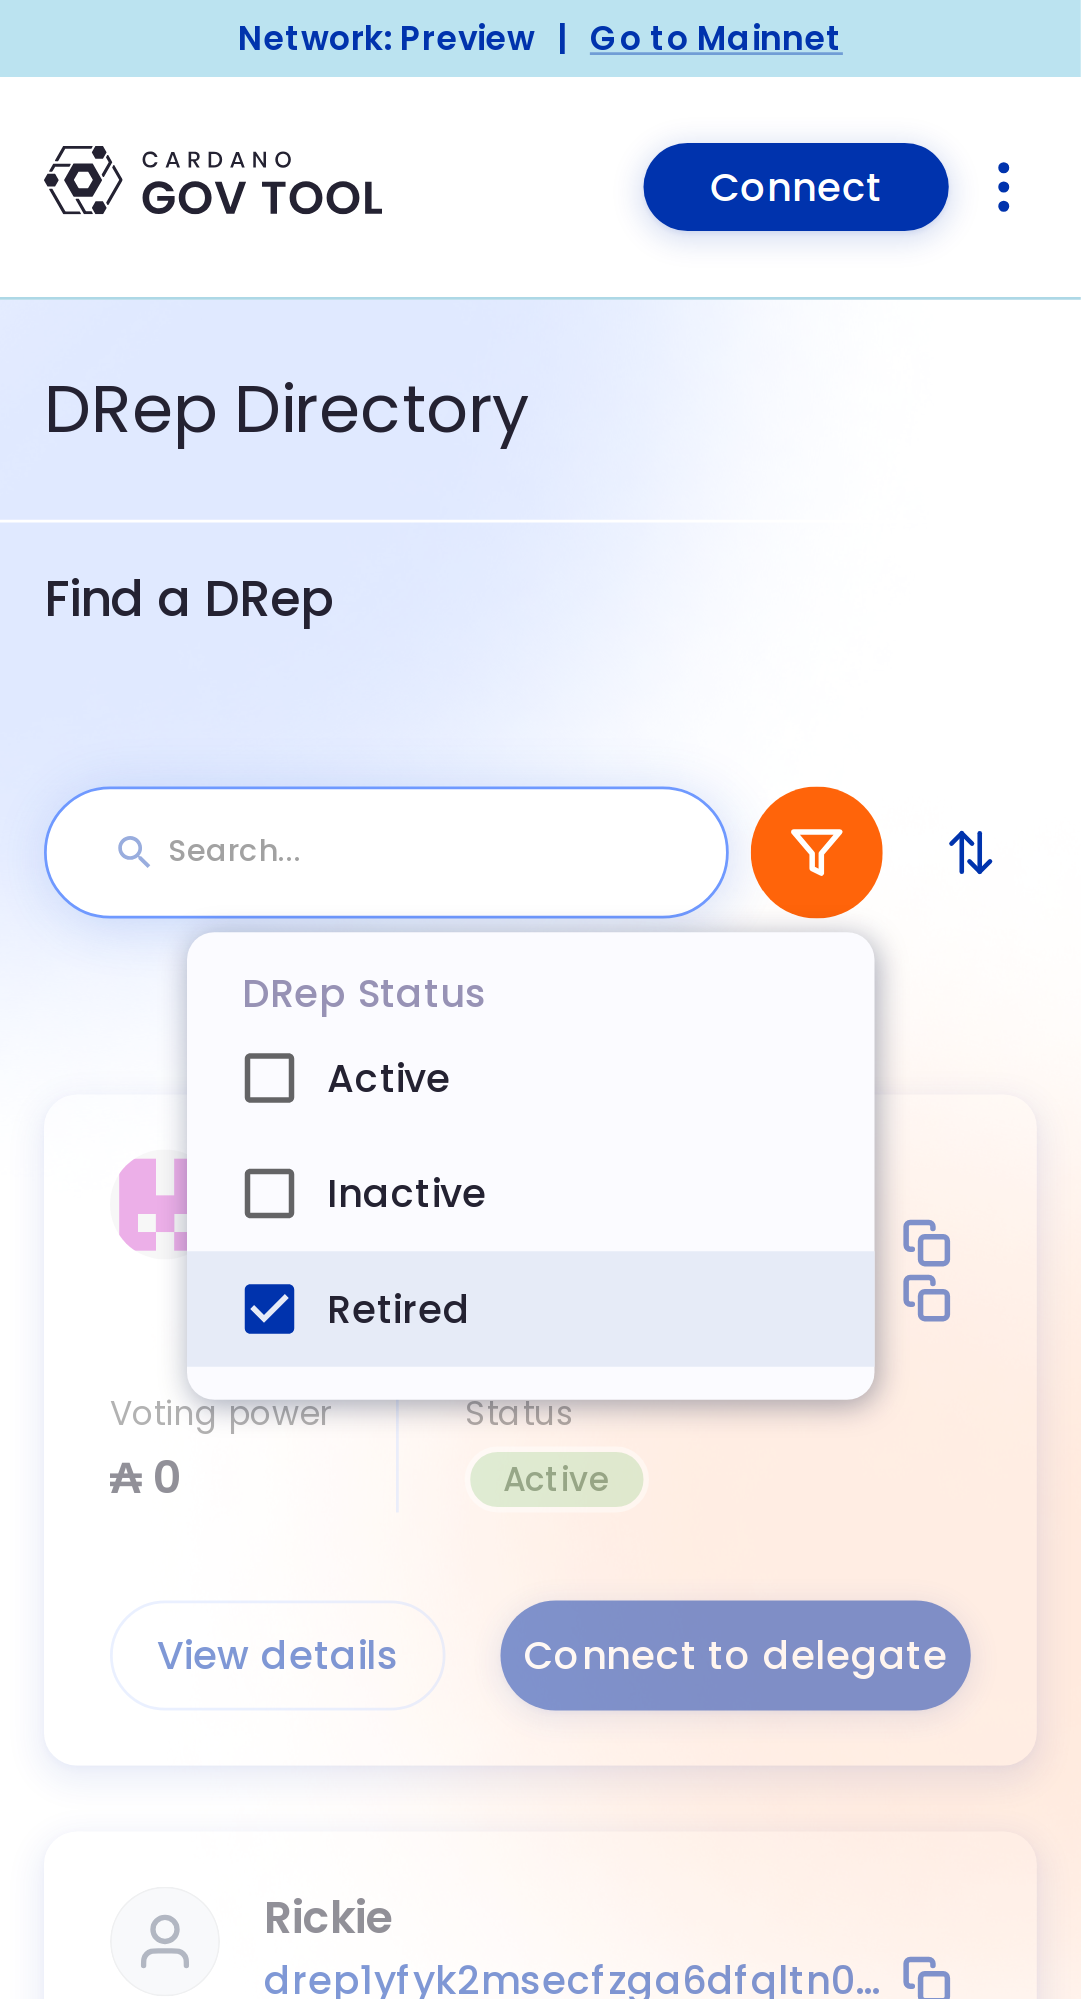 Network: Preview | Go to Mainnet
CARDANO
GOV TOOL
Connect
DRep Directory
Find a DRep
Search...
DRep Status
Active
Inactive
Retired
Voting power
Status
₳ 0
Active
View details
Connect to delegate
Rickie
drep1yfyk2msecfzga6dfqltn0...